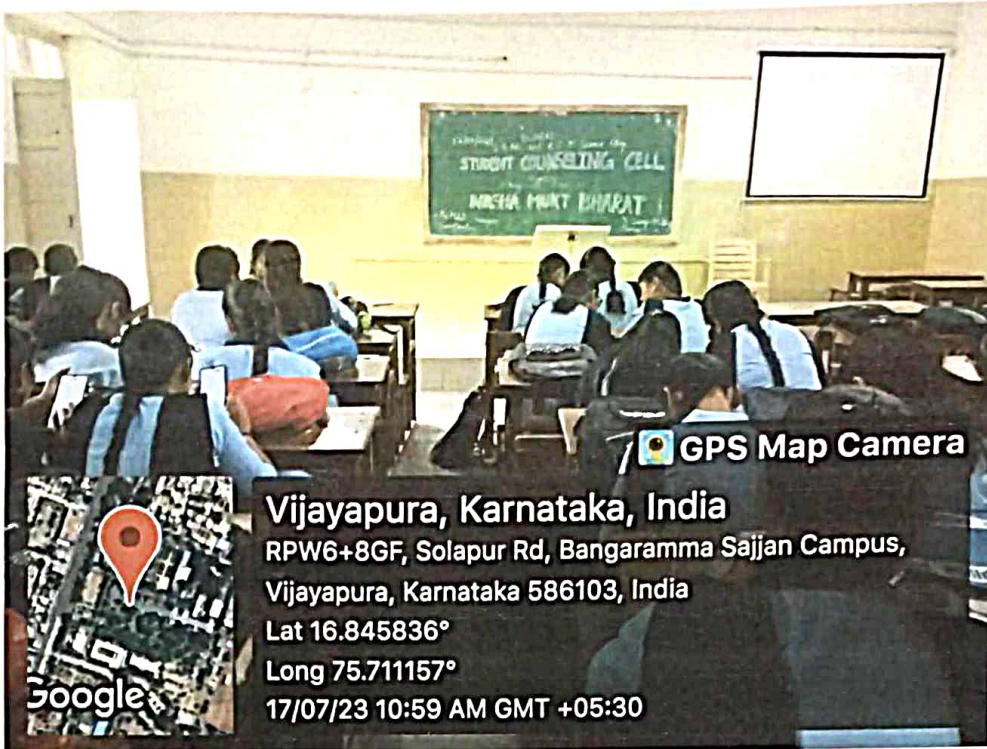 STUDENT COUNSELING CELL
NASHA MUKT BHARAT
GPS Map Camera
Vijayapura, Karnataka, India
RPW6+8GF, Solapur Rd, Bangaramma Sajjan Campus,
Vijayapura, Karnataka 586103, India
Lat 16.845836°
Long 75.711157°
17/07/23 10:59 AM GMT +05:30
Google